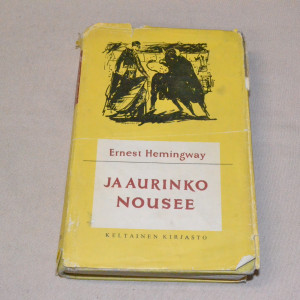 Ernest Hemingway
JA AURINKO
NOUSEE
KELTAINEN KIRJASTO